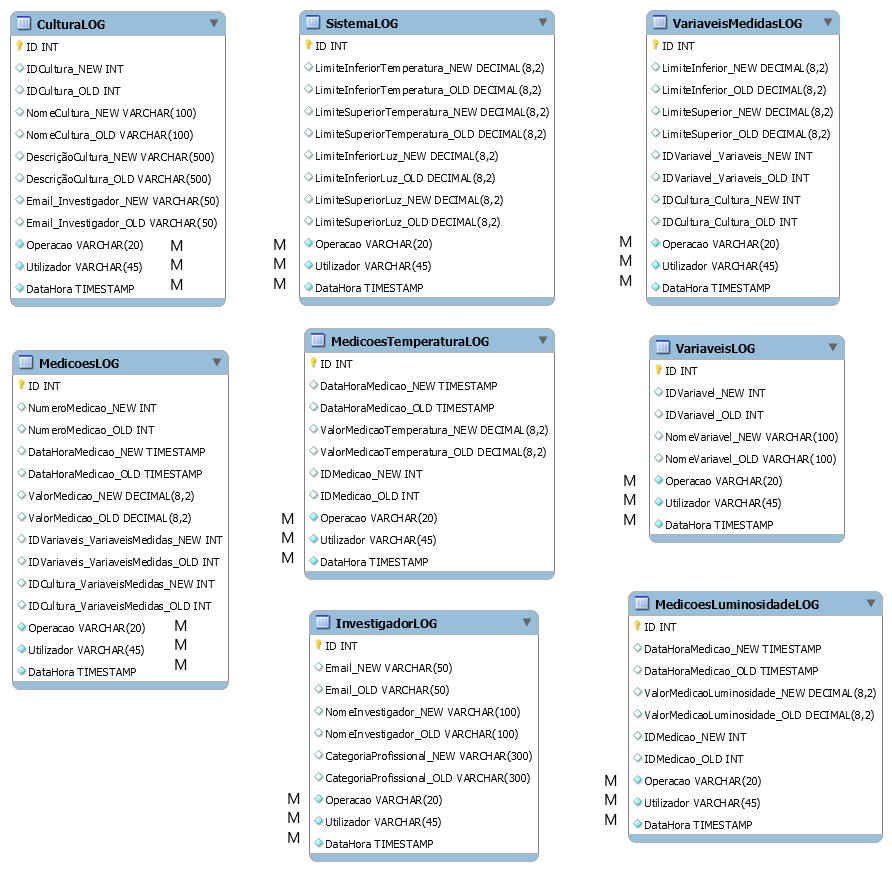 CulturaLOG
ID INT
IDCultura_NEW INT
IDCultura_OLD INT
NomeCultura_NEW VARCHAR(100)
NomeCultura_OLD VARCHAR(100)
DescriçãoCultura_NEW VARCHAR(500)
DescriçãoCultura_OLD VARCHAR(500)
Email_Investigador_NEW VARCHAR(50)
Email_Investigador_OLD VARCHAR(50)
Operacao VARCHAR(20) M
Utilizador VARCHAR(45) M
DataHora TIMESTAMP M
SistemaLOG
ID INT
LimiteInferiorTemperatura_NEW DECIMAL(8,2)
LimiteInferiorTemperatura_OLD DECIMAL(8,2)
LimiteSuperiorTemperatura_NEW DECIMAL(8,2)
LimiteSuperiorTemperatura_OLD DECIMAL(8,2)
LimiteInferiorLuz_NEW DECIMAL(8,2)
LimiteInferiorLuz_OLD DECIMAL(8,2)
LimiteSuperiorLuz_NEW DECIMAL(8,2)
LimiteSuperiorLuz_OLD DECIMAL(8,2)
M Operacao VARCHAR(20)
M Utilizador VARCHAR(45)
M DataHora TIMESTAMP
VariaveisMedidasLOG
ID INT
LimiteInferior_NEW DECIMAL(8,2)
LimiteInferior_OLD DECIMAL(8,2)
LimiteSuperior_NEW DECIMAL(8,2)
LimiteSuperior_OLD DECIMAL(8,2)
IDVariavel_Variaveis_NEW INT
IDVariavel_Variaveis_OLD INT
IDCultura_Cultura_NEW INT
IDCultura_Cultura_OLD INT
M Operacao VARCHAR(20)
M Utilizador VARCHAR(45)
M DataHora TIMESTAMP
MedicoesLOG
ID INT
NumeroMedicao_NEW INT
NumeroMedicao_OLD INT
DataHoraMedicao_NEW TIMESTAMP
DataHoraMedicao_OLD TIMESTAMP
ValorMedicao_NEW DECIMAL(8,2)
ValorMedicao_OLD DECIMAL(8,2)
IDVariaveis_VariaveisMedidas_NEW INT
IDVariaveis_VariaveisMedidas_OLD INT
IDCultura_VariaveisMedidas_NEW INT
IDCultura_VariaveisMedidas_OLD INT
Operacao VARCHAR(20) M
Utilizador VARCHAR(45) M
DataHora TIMESTAMP M
MedicoesTemperaturaLOG
ID INT
DataHoraMedicao_NEW TIMESTAMP
DataHoraMedicao_OLD TIMESTAMP
ValorMedicaoTemperatura_NEW DECIMAL(8,2)
ValorMedicaoTemperatura_OLD DECIMAL(8,2)
IDMedicao_NEW INT
IDMedicao_OLD INT
M Operacao VARCHAR(20)
M Utilizador VARCHAR(45)
M DataHora TIMESTAMP
VariaveisLOG
ID INT
IDVariavel_NEW INT
IDVariavel_OLD INT
NomeVariavel_NEW VARCHAR(100)
NomeVariavel_OLD VARCHAR(100)
M Operacao VARCHAR(20)
M Utilizador VARCHAR(45)
M DataHora TIMESTAMP
InvestigadorLOG
ID INT
Email_NEW VARCHAR(50)
Email_OLD VARCHAR(50)
NomeInvestigador_NEW VARCHAR(100)
NomeInvestigador_OLD VARCHAR(100)
CategoriaProfissional_NEW VARCHAR(300)
CategoriaProfissional_OLD VARCHAR(300)
M Operacao VARCHAR(20)
M Utilizador VARCHAR(45)
M DataHora TIMESTAMP
MedicoesLuminosidadeLOG
ID INT
DataHoraMedicao_NEW TIMESTAMP
DataHoraMedicao_OLD TIMESTAMP
ValorMedicaoLuminosidade_NEW DECIMAL(8,2)
ValorMedicaoLuminosidade_OLD DECIMAL(8,2)
IDMedicao_NEW INT
IDMedicao_OLD INT
M Operacao VARCHAR(20)
M Utilizador VARCHAR(45)
M DataHora TIMESTAMP